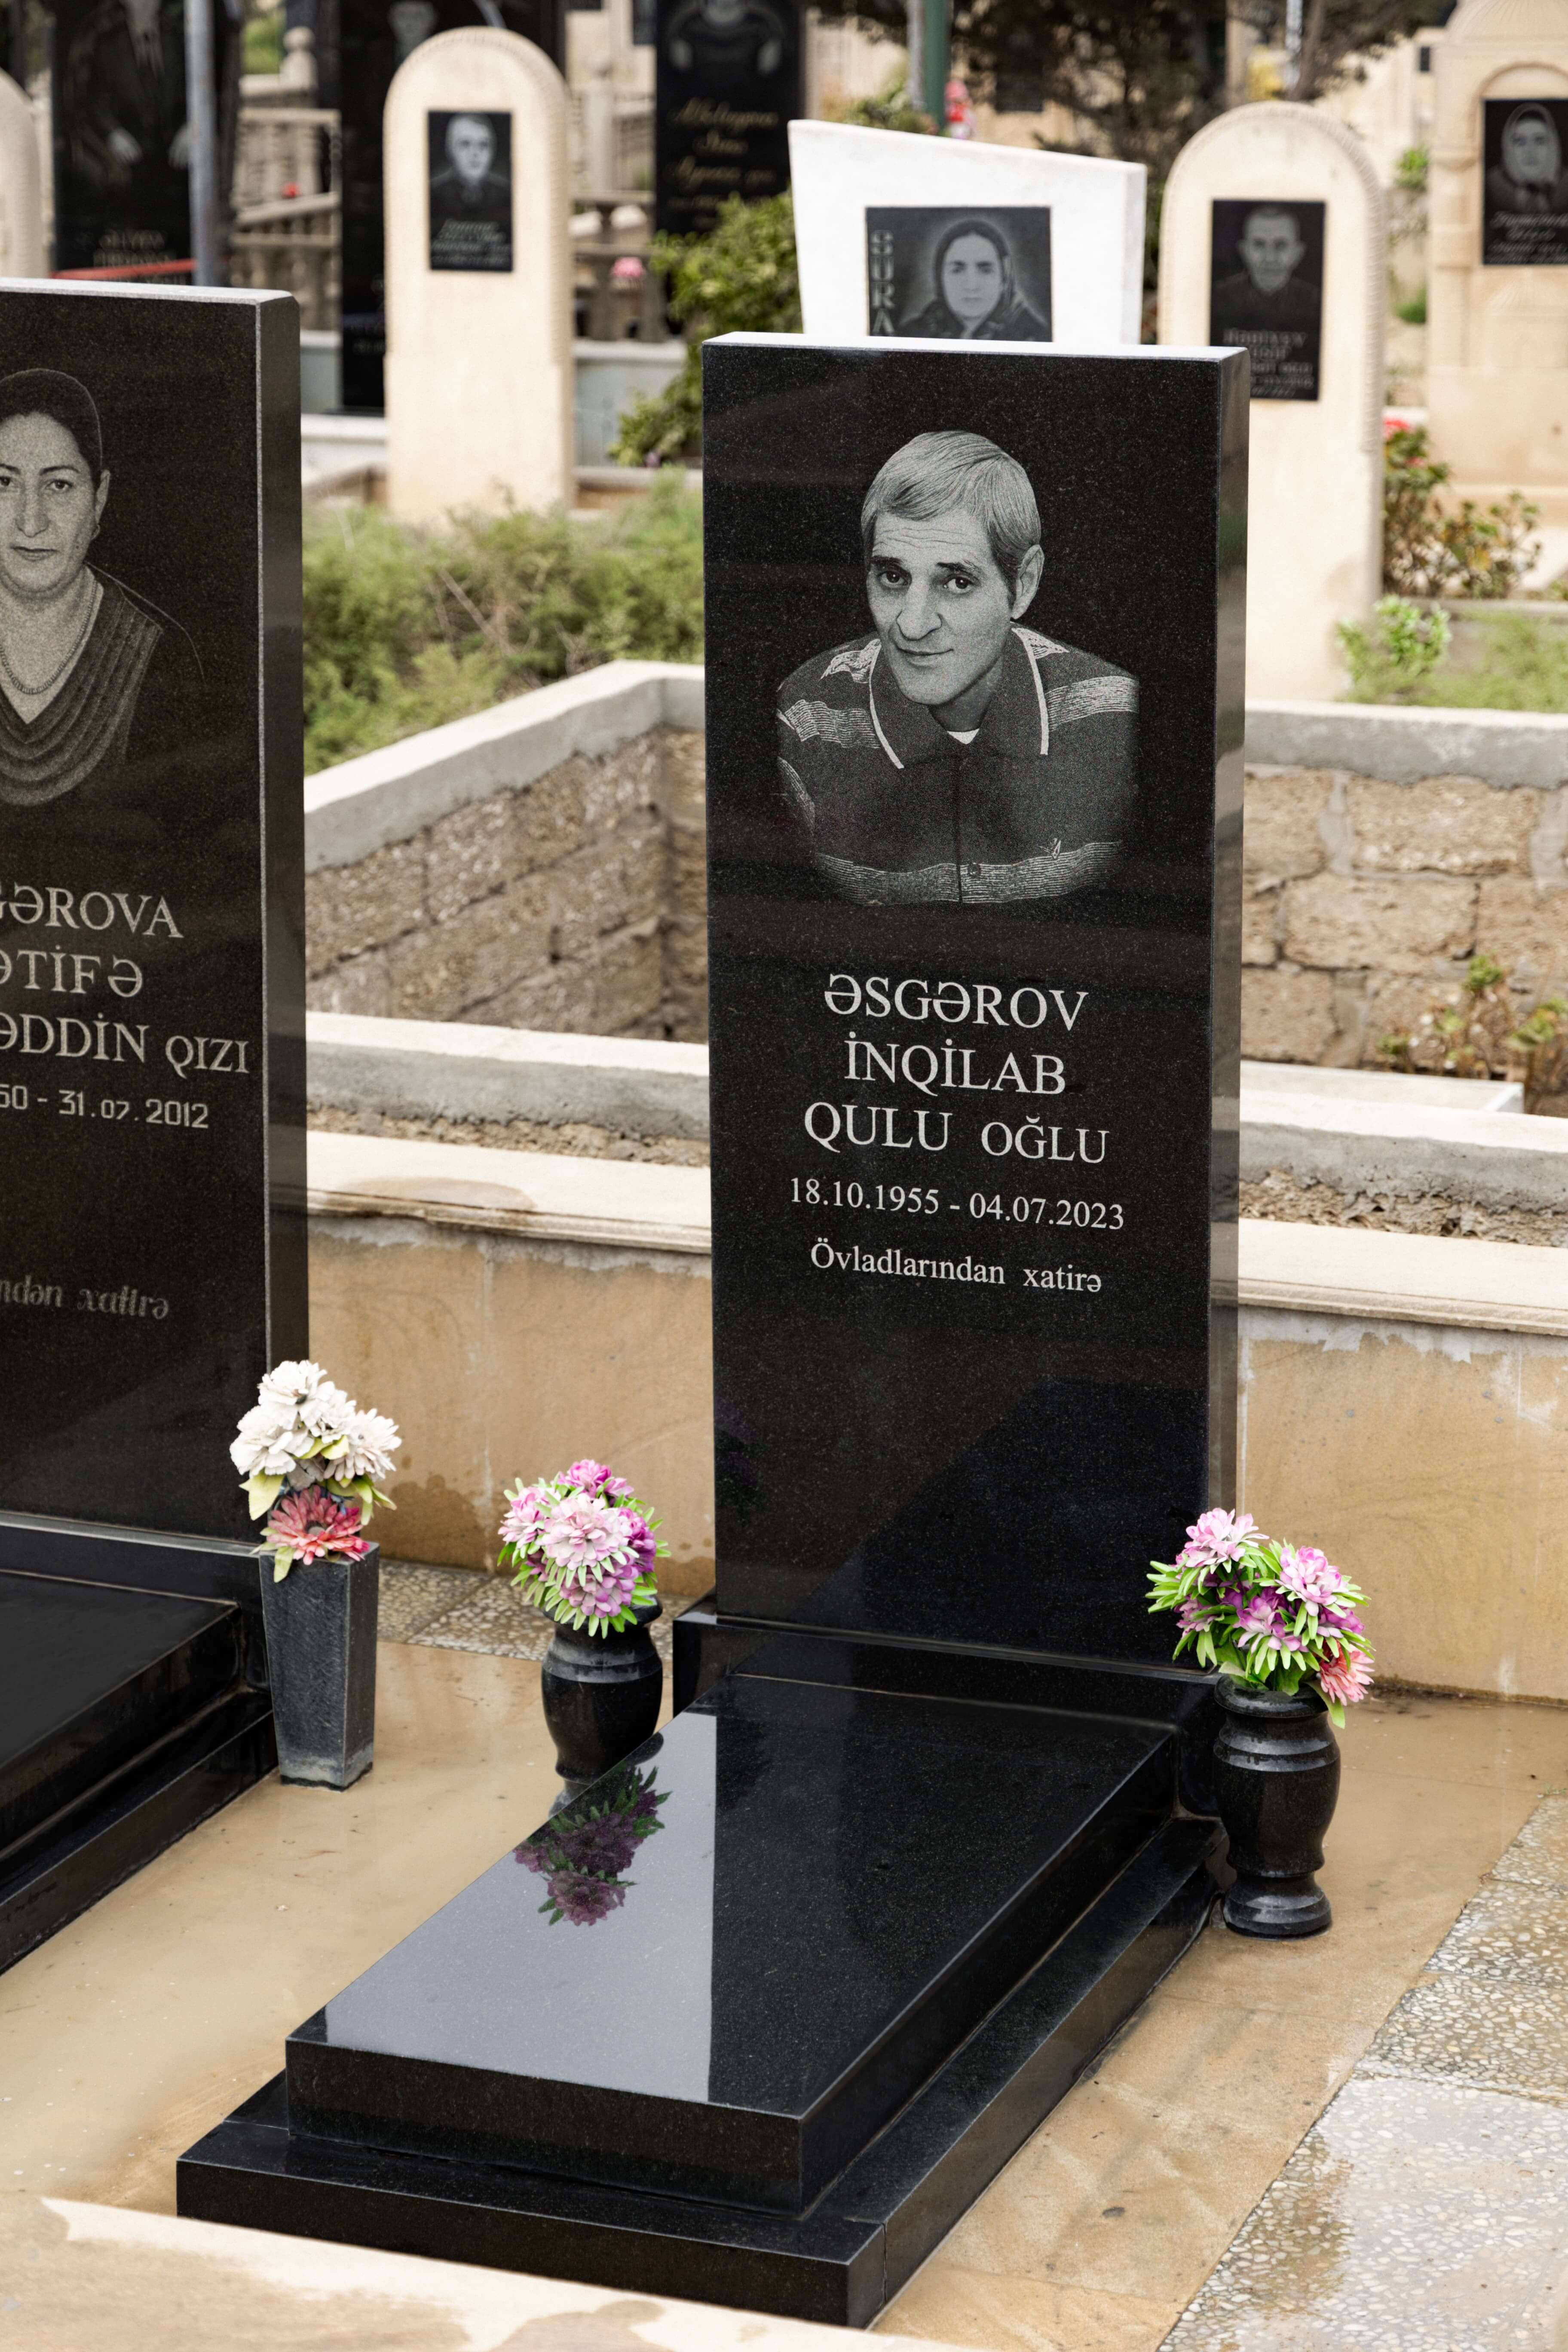 ƏSGƏROV
İNQİLAB
QULU OĞLU
18.10.1955 - 04.07.2023
Övladlarından xatirə
GƏROVA
ƏTİFƏ
ƏDDİN QIZI
50 - 31.07.2012
ndən xatirə